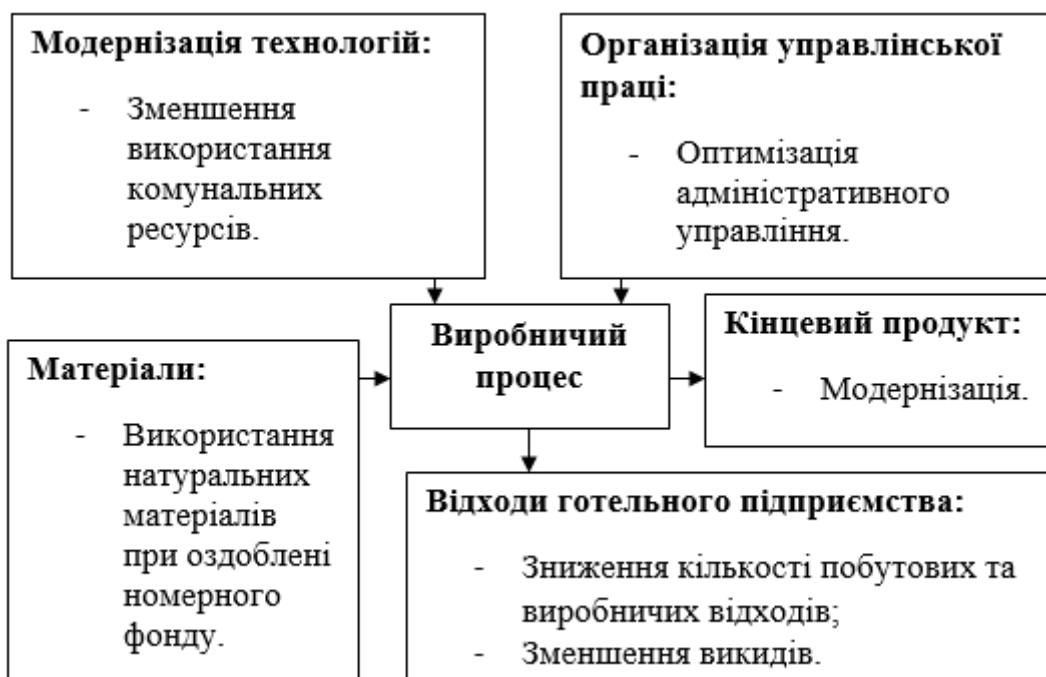 Модернізація технологій:
- Зменшення
використання
комунальних
ресурсів.
Організація управлінської
праці:
- Оптимізація
адміністративного
управління.
Виробничий
процес
Кінцевий продукт:
- Модернізація.
Матеріали:
- Використання
натуральних
матеріалів
при оздоблені
номерного
фонду.
Відходи готельного підприємства:
- Зниження кількості побутових та
виробничих відходів;
- Зменшення викидів.